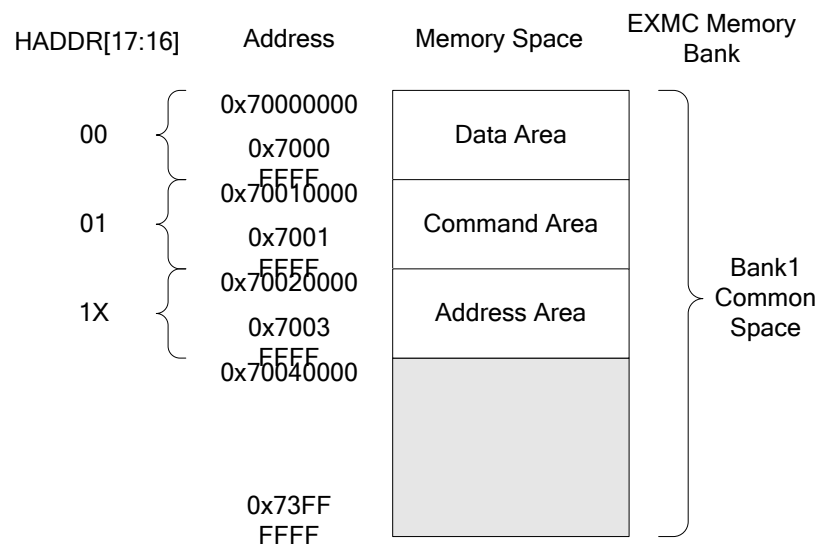 HADDR[17:16] Address Memory Space EXMC Memory
Bank
0x70000000
00 0x7000 Data Area
FFFF
0x70010000
01 0x7001 Command Area
FFFF
0x70020000
1X 0x7003 Address Area
FFFF
0x70040000
Bank1
Common
Space
0x73FF
FFFF